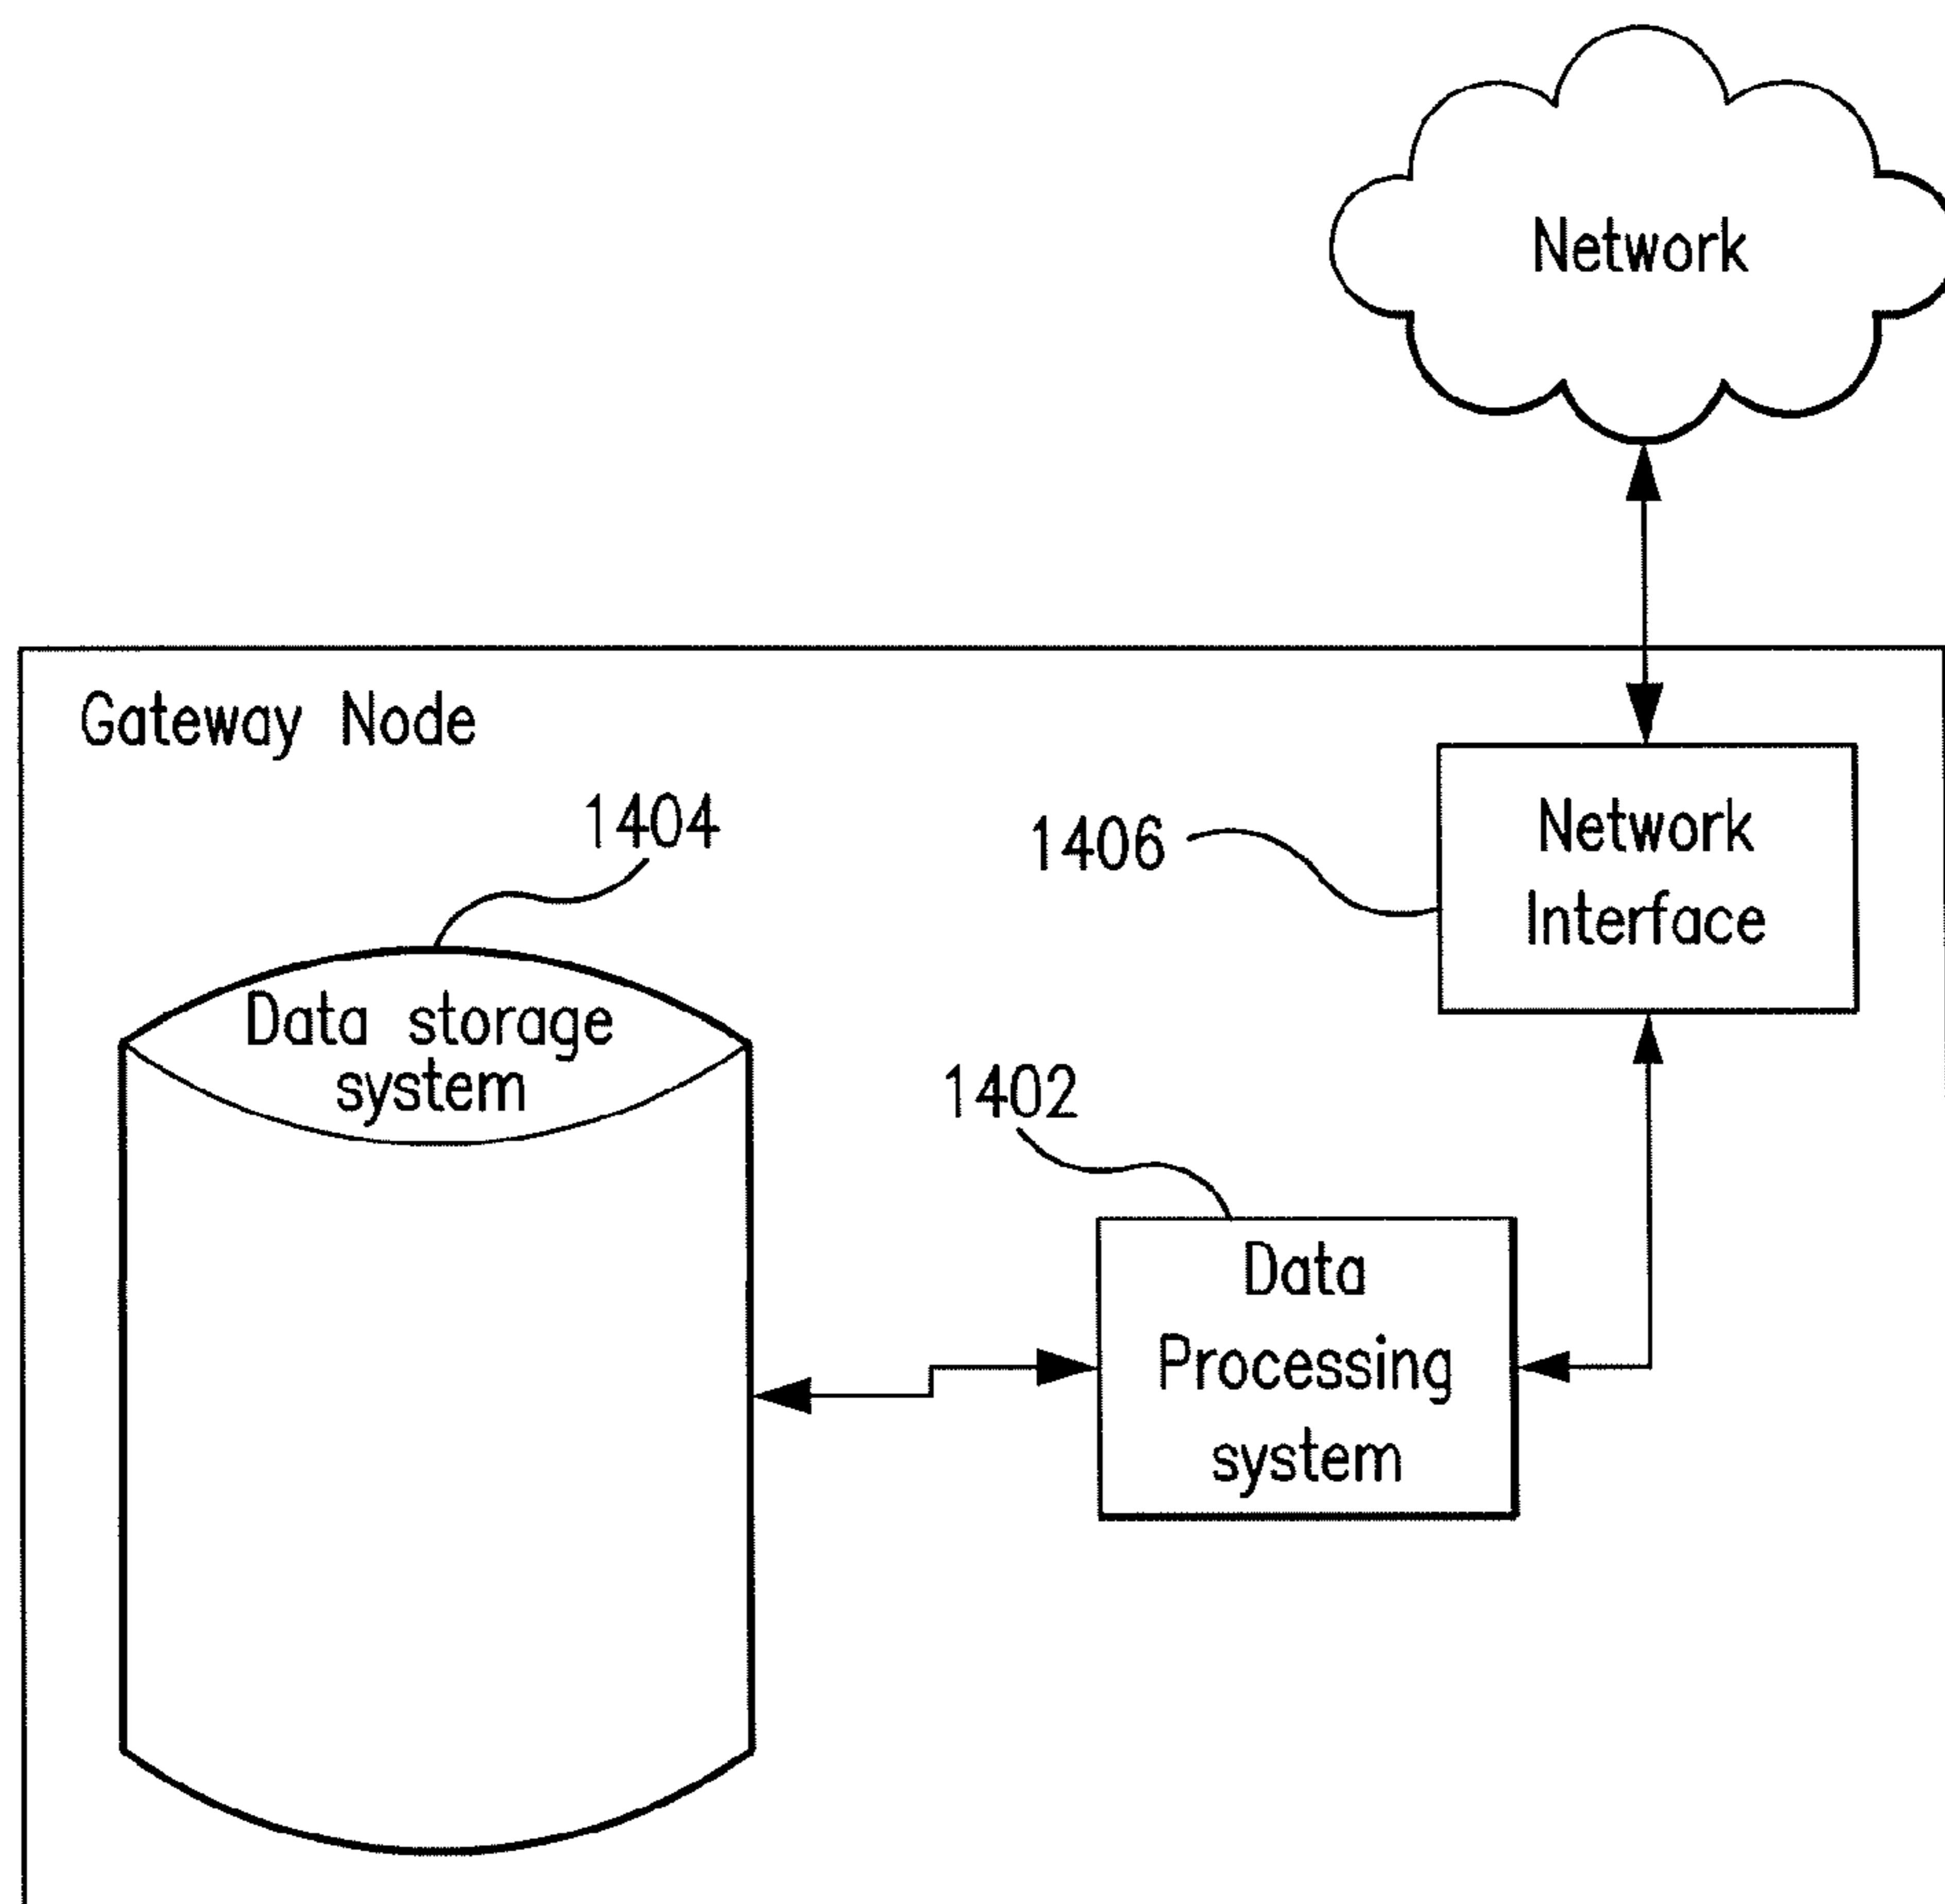 Network
Gateway Node
1404
1406
Network
Interface
Data storage
system
1402
Data
Processing
system